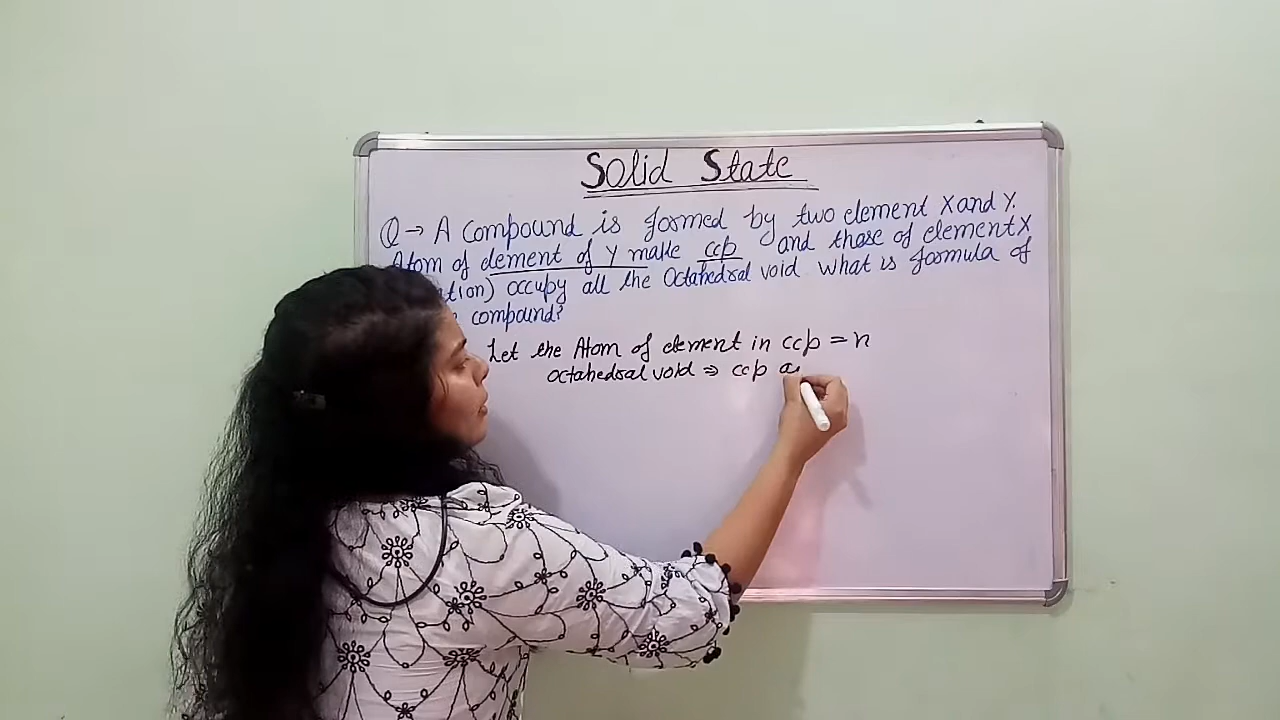 Solid State
Q → A compound is formed by two element X and Y.
Atom of element of Y make ccp and those of element X
tion) occupy all the Octahedral void what is formula of
compound?
Let the Atom of element in ccp = n
octahedral void ⇒ ccp a